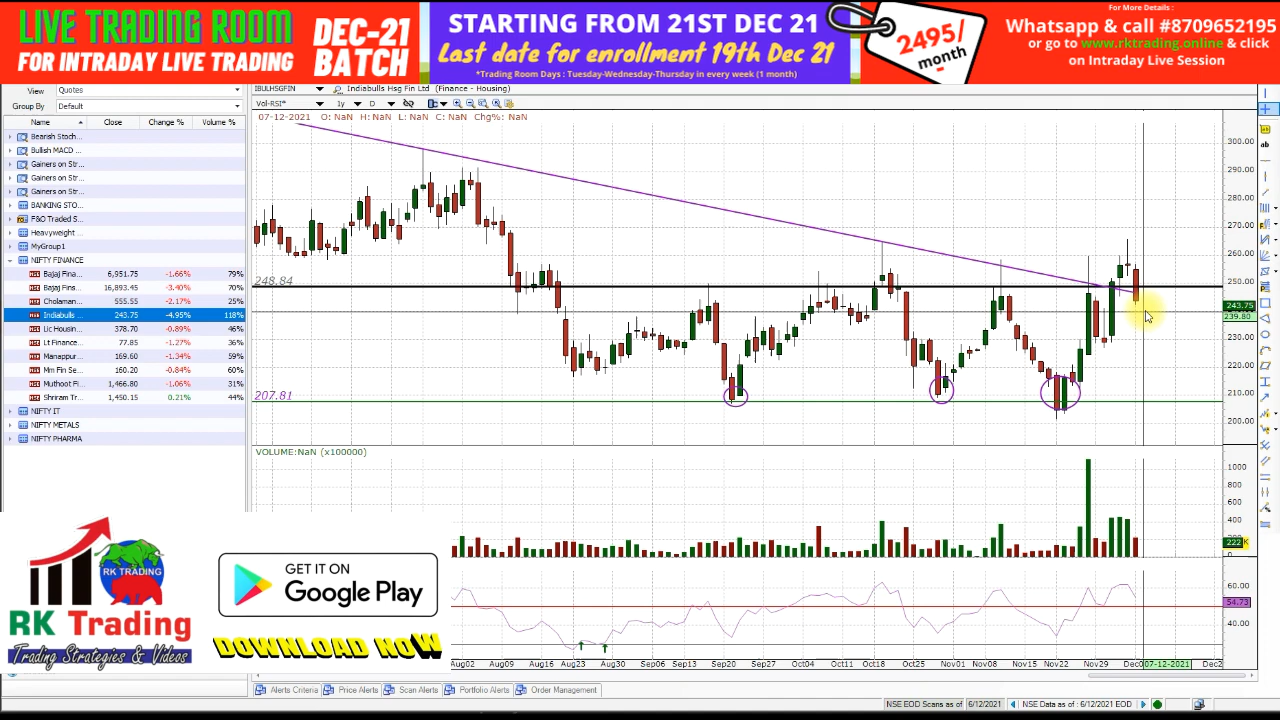 LIVE TRADING ROOM
FOR INTRADAY LIVE TRADING
DEC-21
BATCH
STARTING FROM 21ST DEC 21
Last date for enrollment 19th Dec 21
*Trading Room Days : Tuesday-Wednesday-Thursday in every week (1 month)
2495/
month
For More Details :
Whatsapp & call #8709652195
or go to www.rktrading.online & click
on Intraday Live Session
View Quotes
Group By Default
Name Close Change % Volume %
Bearish Stoch...
Bullish MACD ...
Gainers on Str...
Gainers on Str...
Gainers on Str...
BANKING STO...
F&O Traded S...
Heavyweight ...
MyGroup1
NIFTY FINANCE
Bajaj Fina... 6,951.75 -1.66% 79%
Bajaj Fins... 16,893.45 -3.40% 70%
Cholaman... 555.55 -2.17% 25%
Indiabulls ... 243.75 -4.95% 118%
Lic Housin... 378.70 -0.89% 46%
Lt Finance... 77.85 -1.27% 36%
Manappur... 169.60 -1.34% 59%
Mm Fin Se... 160.20 -0.84% 60%
Muthoot Fi... 1,466.80 -1.06% 31%
Shriram Tr... 1,450.15 0.21% 44%
NIFTY IT
NIFTY METALS
NIFTY PHARMA
IBULHSGFIN Indiabulls Hsg Fin Ltd (Finance - Housing)
Vol-RSI* 1y D
07-12-2021 O: NaN H: NaN L: NaN C: NaN Chg%: NaN
300.00
290.00
280.00
270.00
260.00
250.00
248.84
243.75
239.80
230.00
220.00
210.00
207.81
200.00
VOLUME:NaN (x100000)
1000
800
600
400
222 K
60.00
54.73
40.00
Aug02 Aug09 Aug16 Aug23 Aug30 Sep06 Sep13 Sep20 Sep27 Oct04 Oct11 Oct18 Oct25 Nov01 Nov08 Nov15 Nov22 Nov29 Dec0 07-12-2021 Dec2
RK TRADING
RK Trading
Trading Strategies & Videos
GET IT ON
Google Play
DOWNLOAD NOW
Alerts Criteria Price Alerts Scan Alerts Portfolio Alerts Order Management
NSE EOD Scans as of 6/12/2021 NSE Data as of : 6/12/2021 EOD